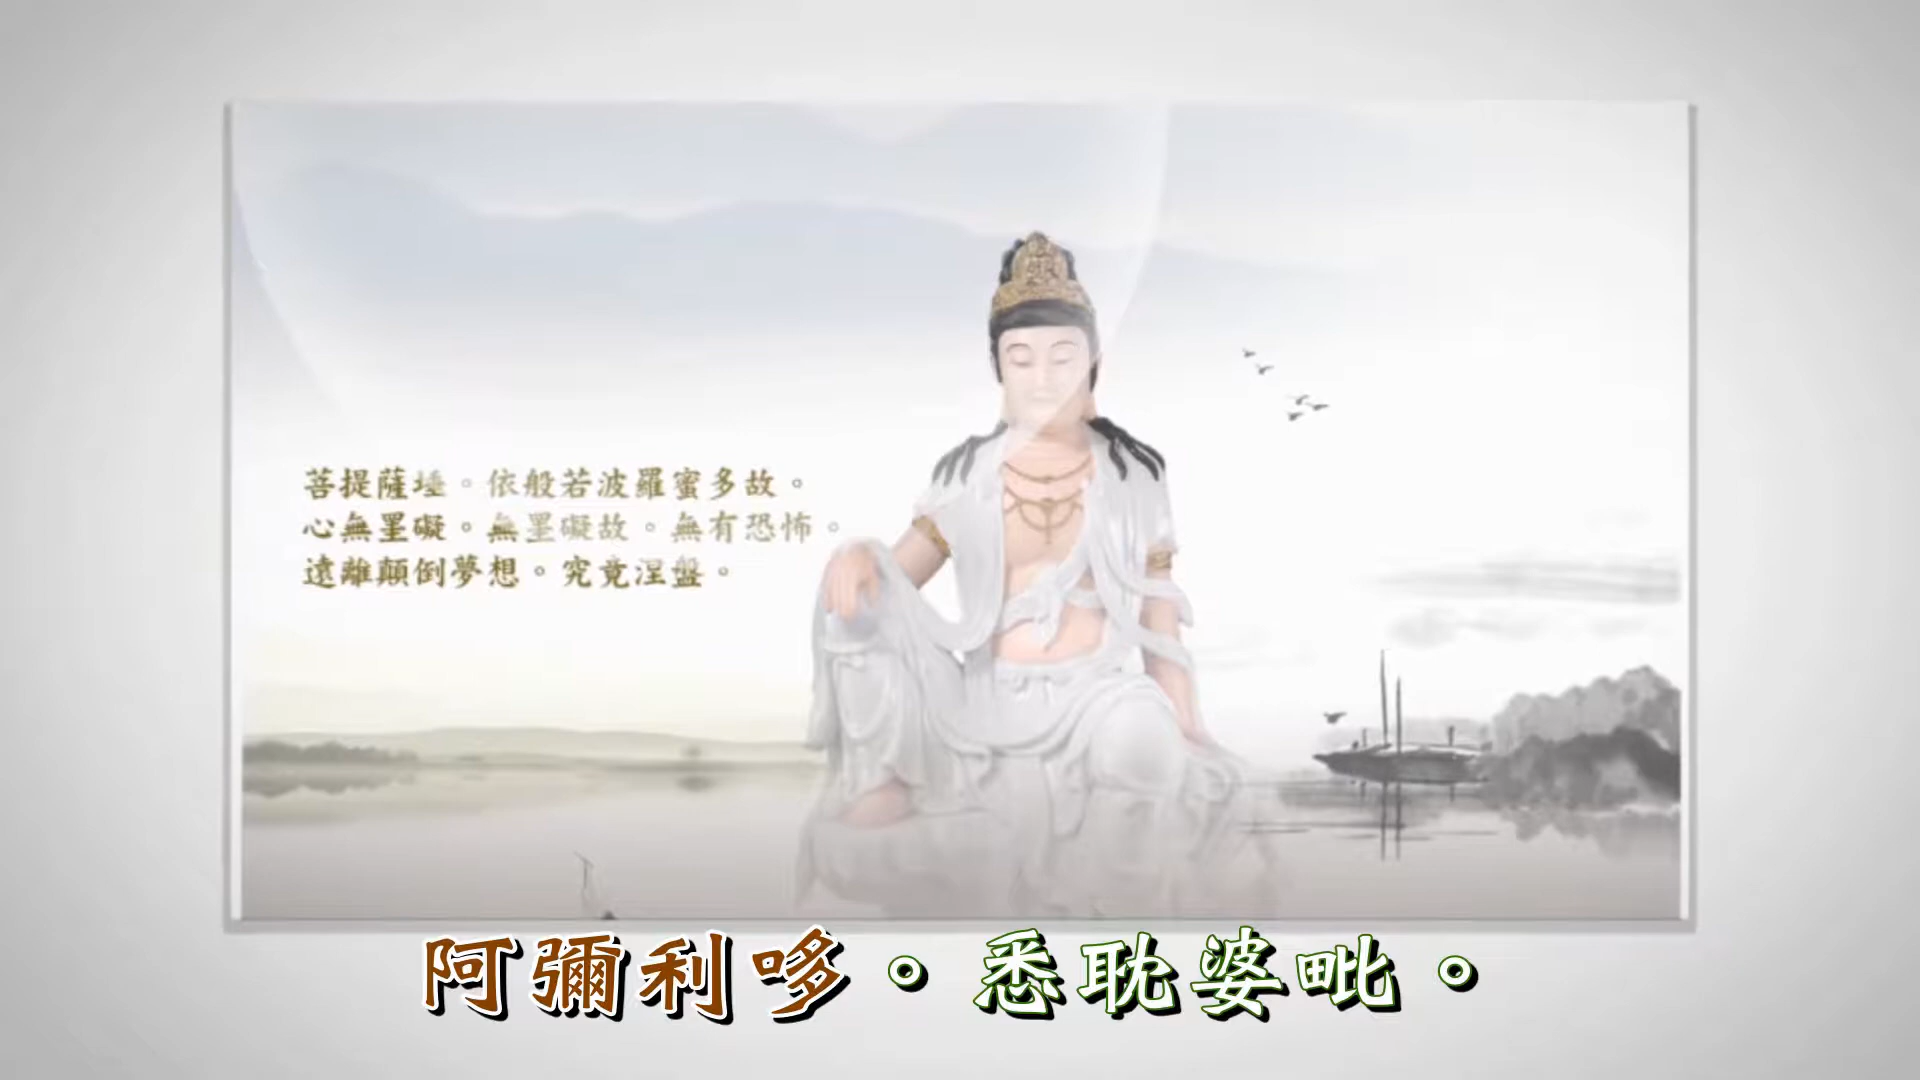 菩提薩埵。依般若波羅蜜多故。
心無罣礙。無罣礙故。無有恐怖。
遠離顛倒夢想。究竟涅盤。
阿彌利哆。悉耽婆毗。